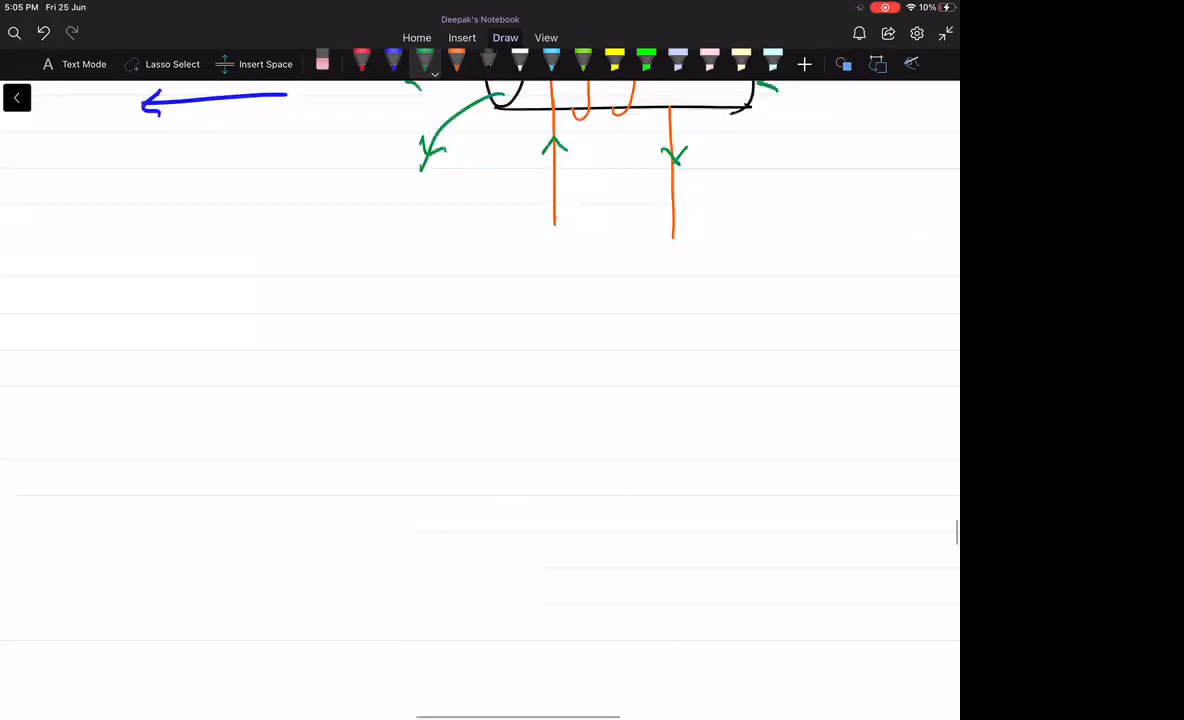 5:05 PM Fri 25 Jun
10%
Deepak's Notebook
Home Insert Draw View
A Text Mode Lasso Select Insert Space